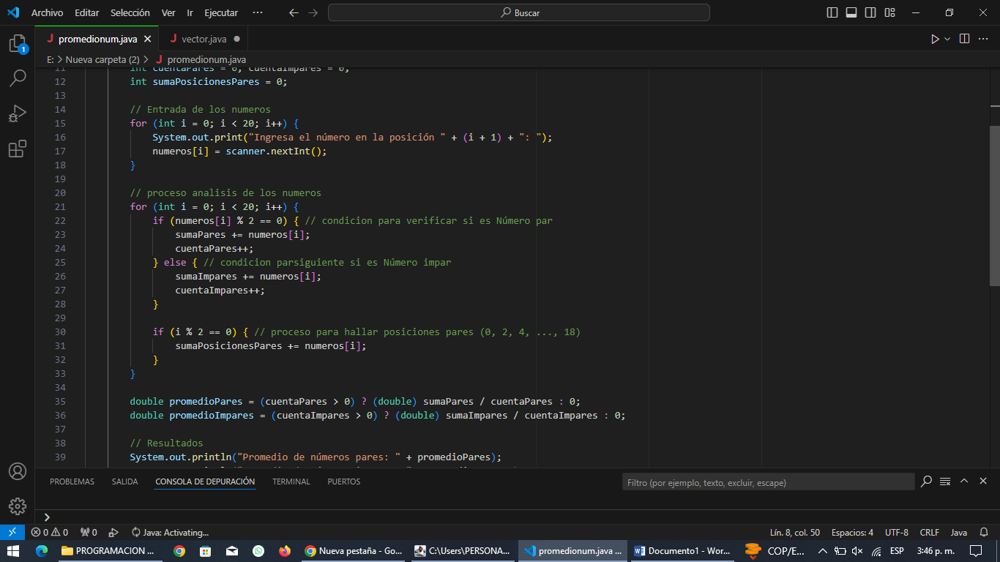 Archivo Editar Selección Ver Ir Ejecutar ··· Buscar
J promedionum.java J vector.java
E: > Nueva carpeta (2) > J promedionum.java
11 int cuentaPares = 0, cuentaImpares = 0;
12 int sumaPosicionesPares = 0;
13
14 // Entrada de los numeros
15 for (int i = 0; i < 20; i++) {
16 System.out.print("Ingresa el número en la posición " + (i + 1) + ": ");
17 numeros[i] = scanner.nextInt();
18 }
19
20 // proceso analisis de los numeros
21 for (int i = 0; i < 20; i++) {
22 if (numeros[i] % 2 == 0) { // condicion para verificar si es Número par
23 sumaPares += numeros[i];
24 cuentaPares++;
25 } else { // condicion parsiguiente si es Número impar
26 sumaImpares += numeros[i];
27 cuentaImpares++;
28 }
29
30 if (i % 2 == 0) { // proceso para hallar posiciones pares (0, 2, 4, ..., 18)
31 sumaPosicionesPares += numeros[i];
32 }
33 }
34
35 double promedioPares = (cuentaPares > 0) ? (double) sumaPares / cuentaPares : 0;
36 double promedioImpares = (cuentaImpares > 0) ? (double) sumaImpares / cuentaImpares : 0;
37
38 // Resultados
39 System.out.println("Promedio de números pares: " + promedioPares);
PROBLEMAS SALIDA CONSOLA DE DEPURACIÓN TERMINAL PUERTOS Filtro (por ejemplo, texto, excluir, escape)
0 0 0 Java: Activating... Lín. 8, col. 50 Espacios: 4 UTF-8 CRLF Java
PROGRAMACION ... Nueva pestaña - Go... C:\Users\PERSONA... promedionum.java ... Documento1 - Wor... COP/E... ESP 3:46 p. m.
1